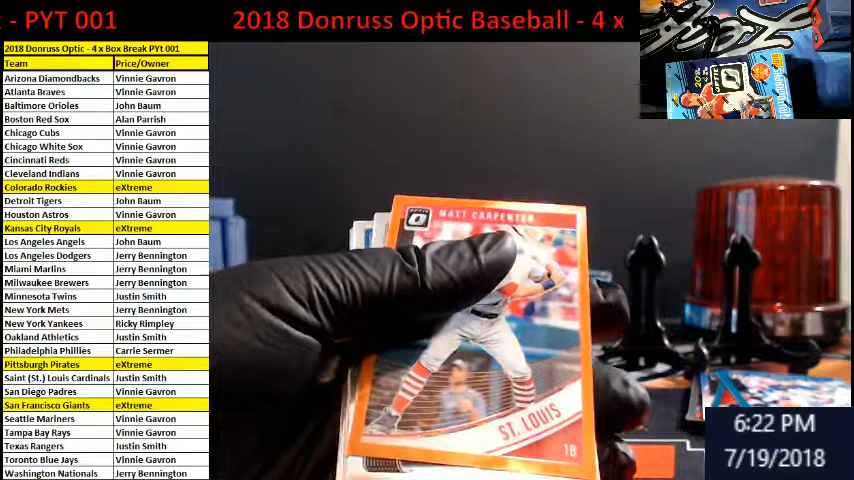 - PYT 001
2018 Donruss Optic Baseball - 4 x
2018 Donruss Optic - 4 x Box Break PYt 001
Team Price/Owner
Arizona Diamondbacks Vinnie Gavron
Atlanta Braves Vinnie Gavron
Baltimore Orioles John Baum
Boston Red Sox Alan Parrish
Chicago Cubs Vinnie Gavron
Chicago White Sox Vinnie Gavron
Cincinnati Reds Vinnie Gavron
Cleveland Indians Vinnie Gavron
Colorado Rockies eXtreme
Detroit Tigers John Baum
Houston Astros Vinnie Gavron
Kansas City Royals eXtreme
Los Angeles Angels John Baum
Los Angeles Dodgers Jerry Bennington
Miami Marlins Jerry Bennington
Milwaukee Brewers Jerry Bennington
Minnesota Twins Justin Smith
New York Mets Jerry Bennington
New York Yankees Ricky Rimpley
Oakland Athletics Justin Smith
Philadelphia Phillies Carrie Sermer
Pittsburgh Pirates eXtreme
Saint (St.) Louis Cardinals Justin Smith
San Diego Padres Vinnie Gavron
San Francisco Giants eXtreme
Seattle Mariners Vinnie Gavron
Tampa Bay Rays Vinnie Gavron
Texas Rangers Justin Smith
Toronto Blue Jays Vinnie Gavron
Washington Nationals Jerry Bennington
OPTIC
MATT CARPENTER
ST. LOUIS
18
6:22 PM
7/19/2018